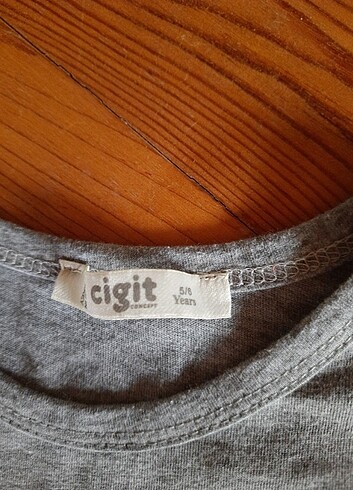 cigit
CONCEPT
5/6
Years